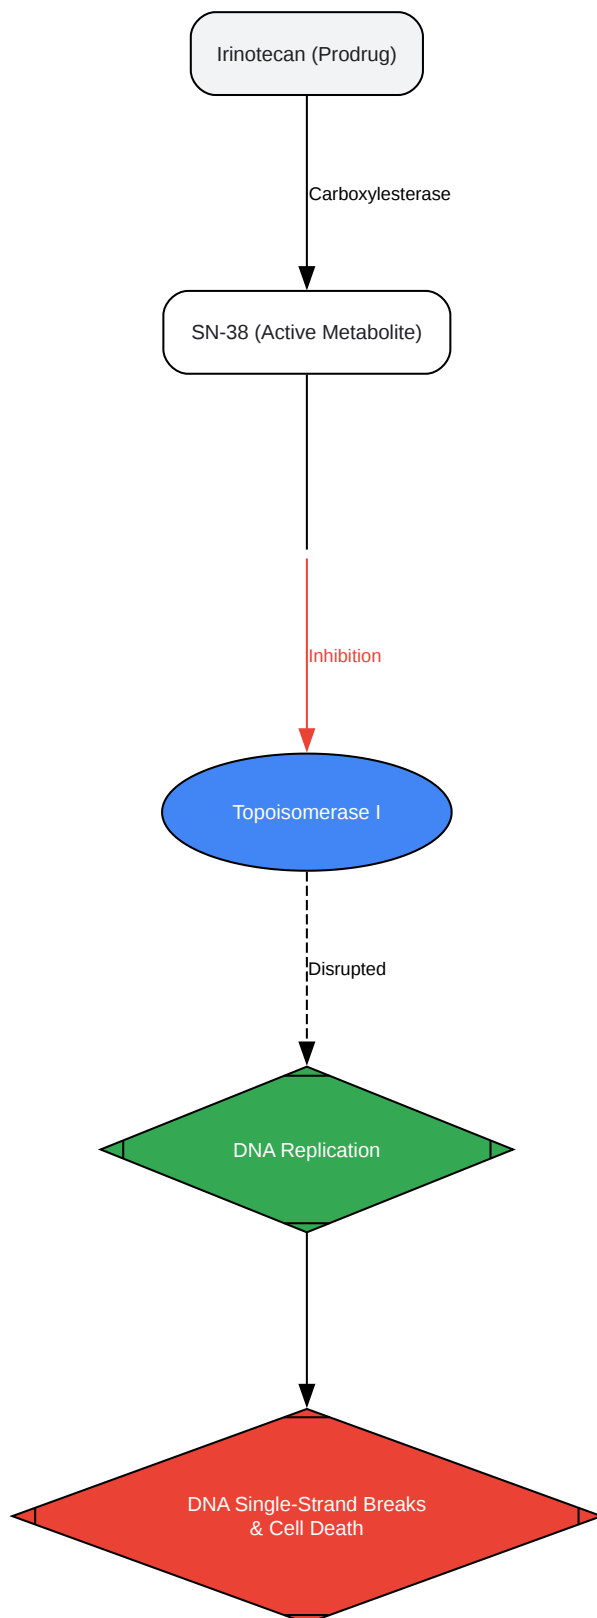 Irinotecan (Prodrug)
Carboxylesterase
SN-38 (Active Metabolite)
Inhibition
Topoisomerase I
Disrupted
DNA Replication
DNA Single-Strand Breaks
& Cell Death